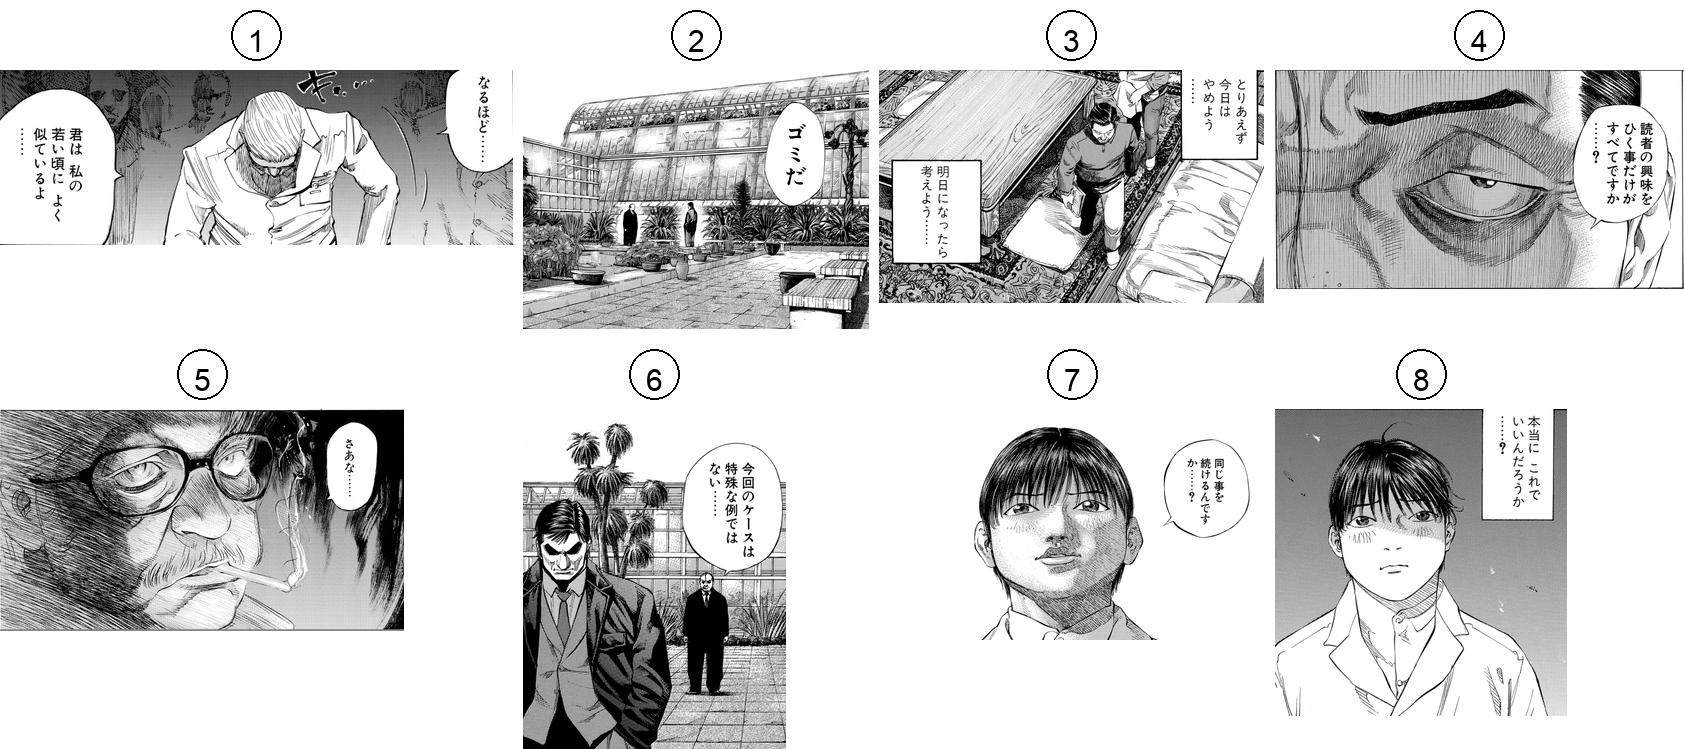 1
なるほど……
君は 私の
若い頃に よく
似ているよ
……
2
ゴミだ
3
とりあえず
今日は
やめよう
……
明日になったら
考えよう……
4
読者の興味を
ひく事だけが
すべてですか
……?
5
さあな……
6
今回のケースは
特殊な例では
ない……
7
同じ事を
続けるんです
か……?
8
本当に これで
いいんだろうか
……?